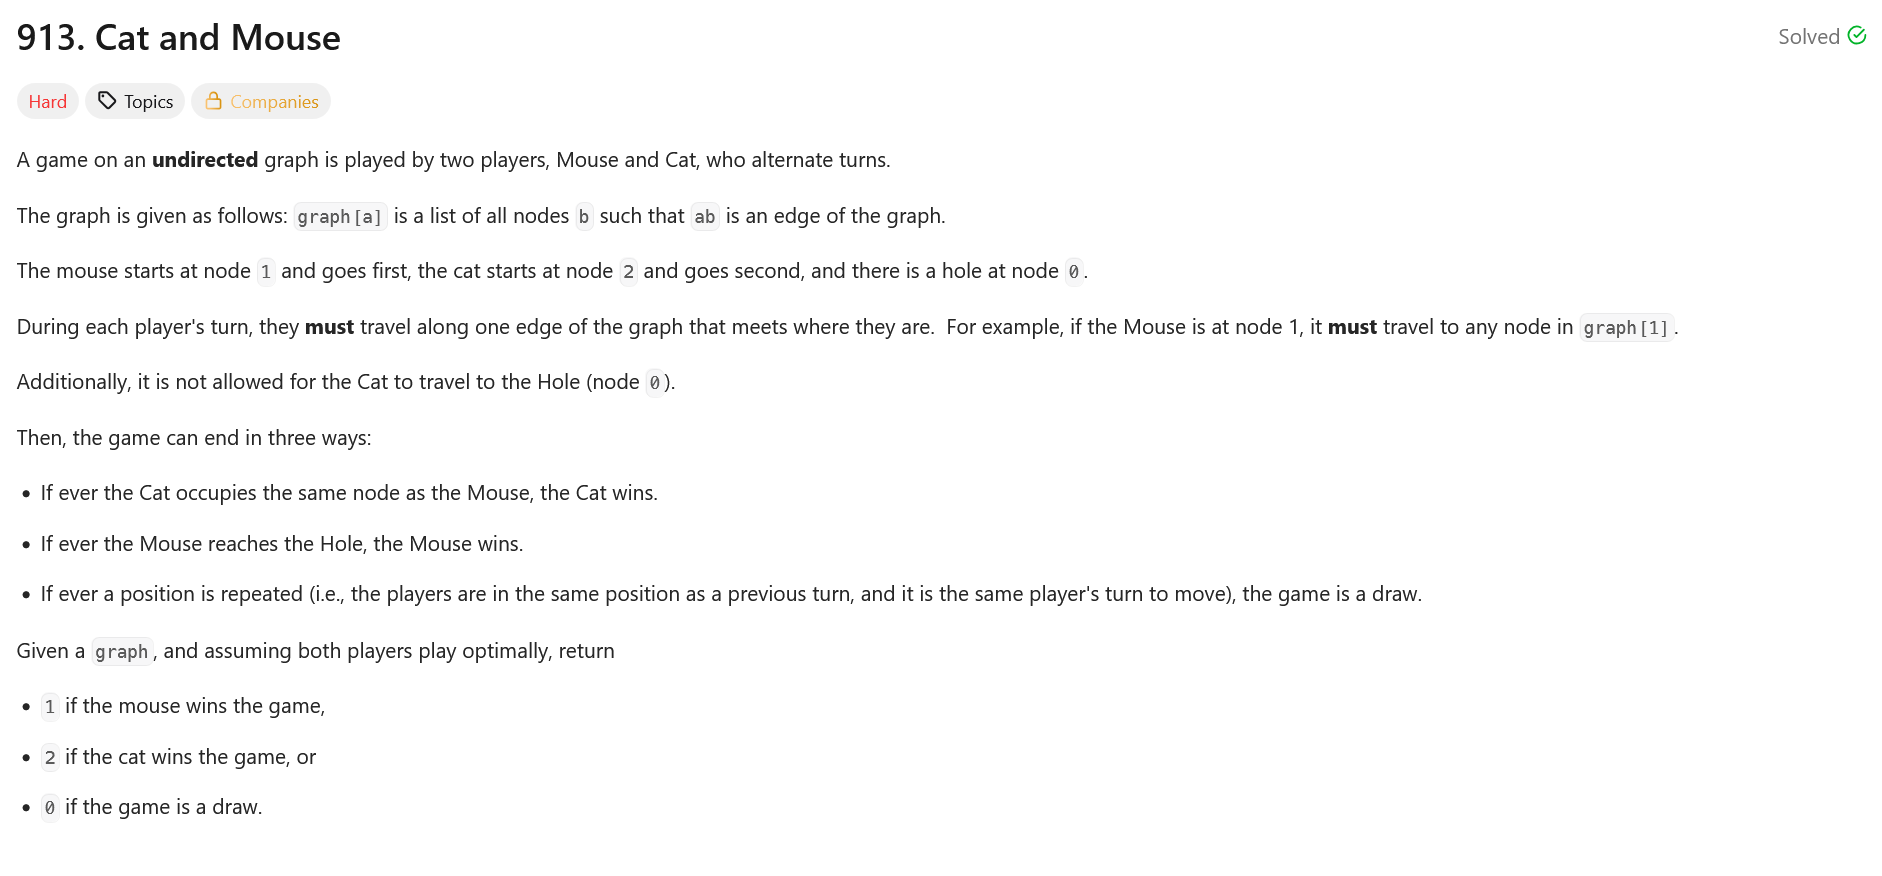 913. Cat and Mouse
Solved
Hard Topics Companies
A game on an undirected graph is played by two players, Mouse and Cat, who alternate turns.
The graph is given as follows: graph[a] is a list of all nodes b such that ab is an edge of the graph.
The mouse starts at node 1 and goes first, the cat starts at node 2 and goes second, and there is a hole at node 0.
During each player's turn, they must travel along one edge of the graph that meets where they are.  For example, if the Mouse is at node 1, it must travel to any node in graph[1].
Additionally, it is not allowed for the Cat to travel to the Hole (node 0).
Then, the game can end in three ways:
• If ever the Cat occupies the same node as the Mouse, the Cat wins.
• If ever the Mouse reaches the Hole, the Mouse wins.
• If ever a position is repeated (i.e., the players are in the same position as a previous turn, and it is the same player's turn to move), the game is a draw.
Given a graph, and assuming both players play optimally, return
• 1 if the mouse wins the game,
• 2 if the cat wins the game, or
• 0 if the game is a draw.